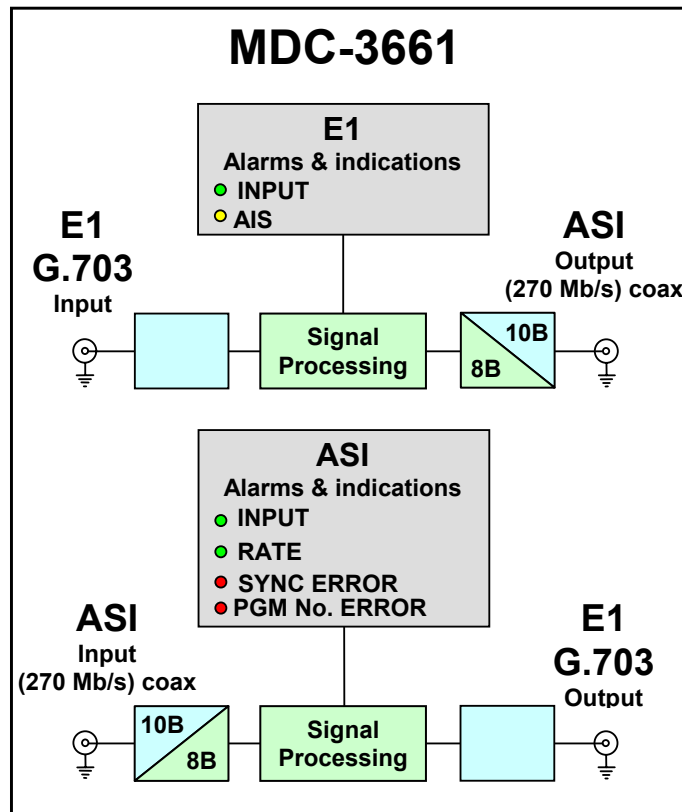 MDC-3661
E1
Alarms & indications
INPUT
AIS
E1
G.703
Input
ASI
Output
(270 Mb/s) coax
Signal
Processing
10B
8B
ASI
Alarms & indications
INPUT
RATE
SYNC ERROR
PGM No. ERROR
ASI
Input
(270 Mb/s) coax
E1
G.703
Output
10B
8B
Signal
Processing